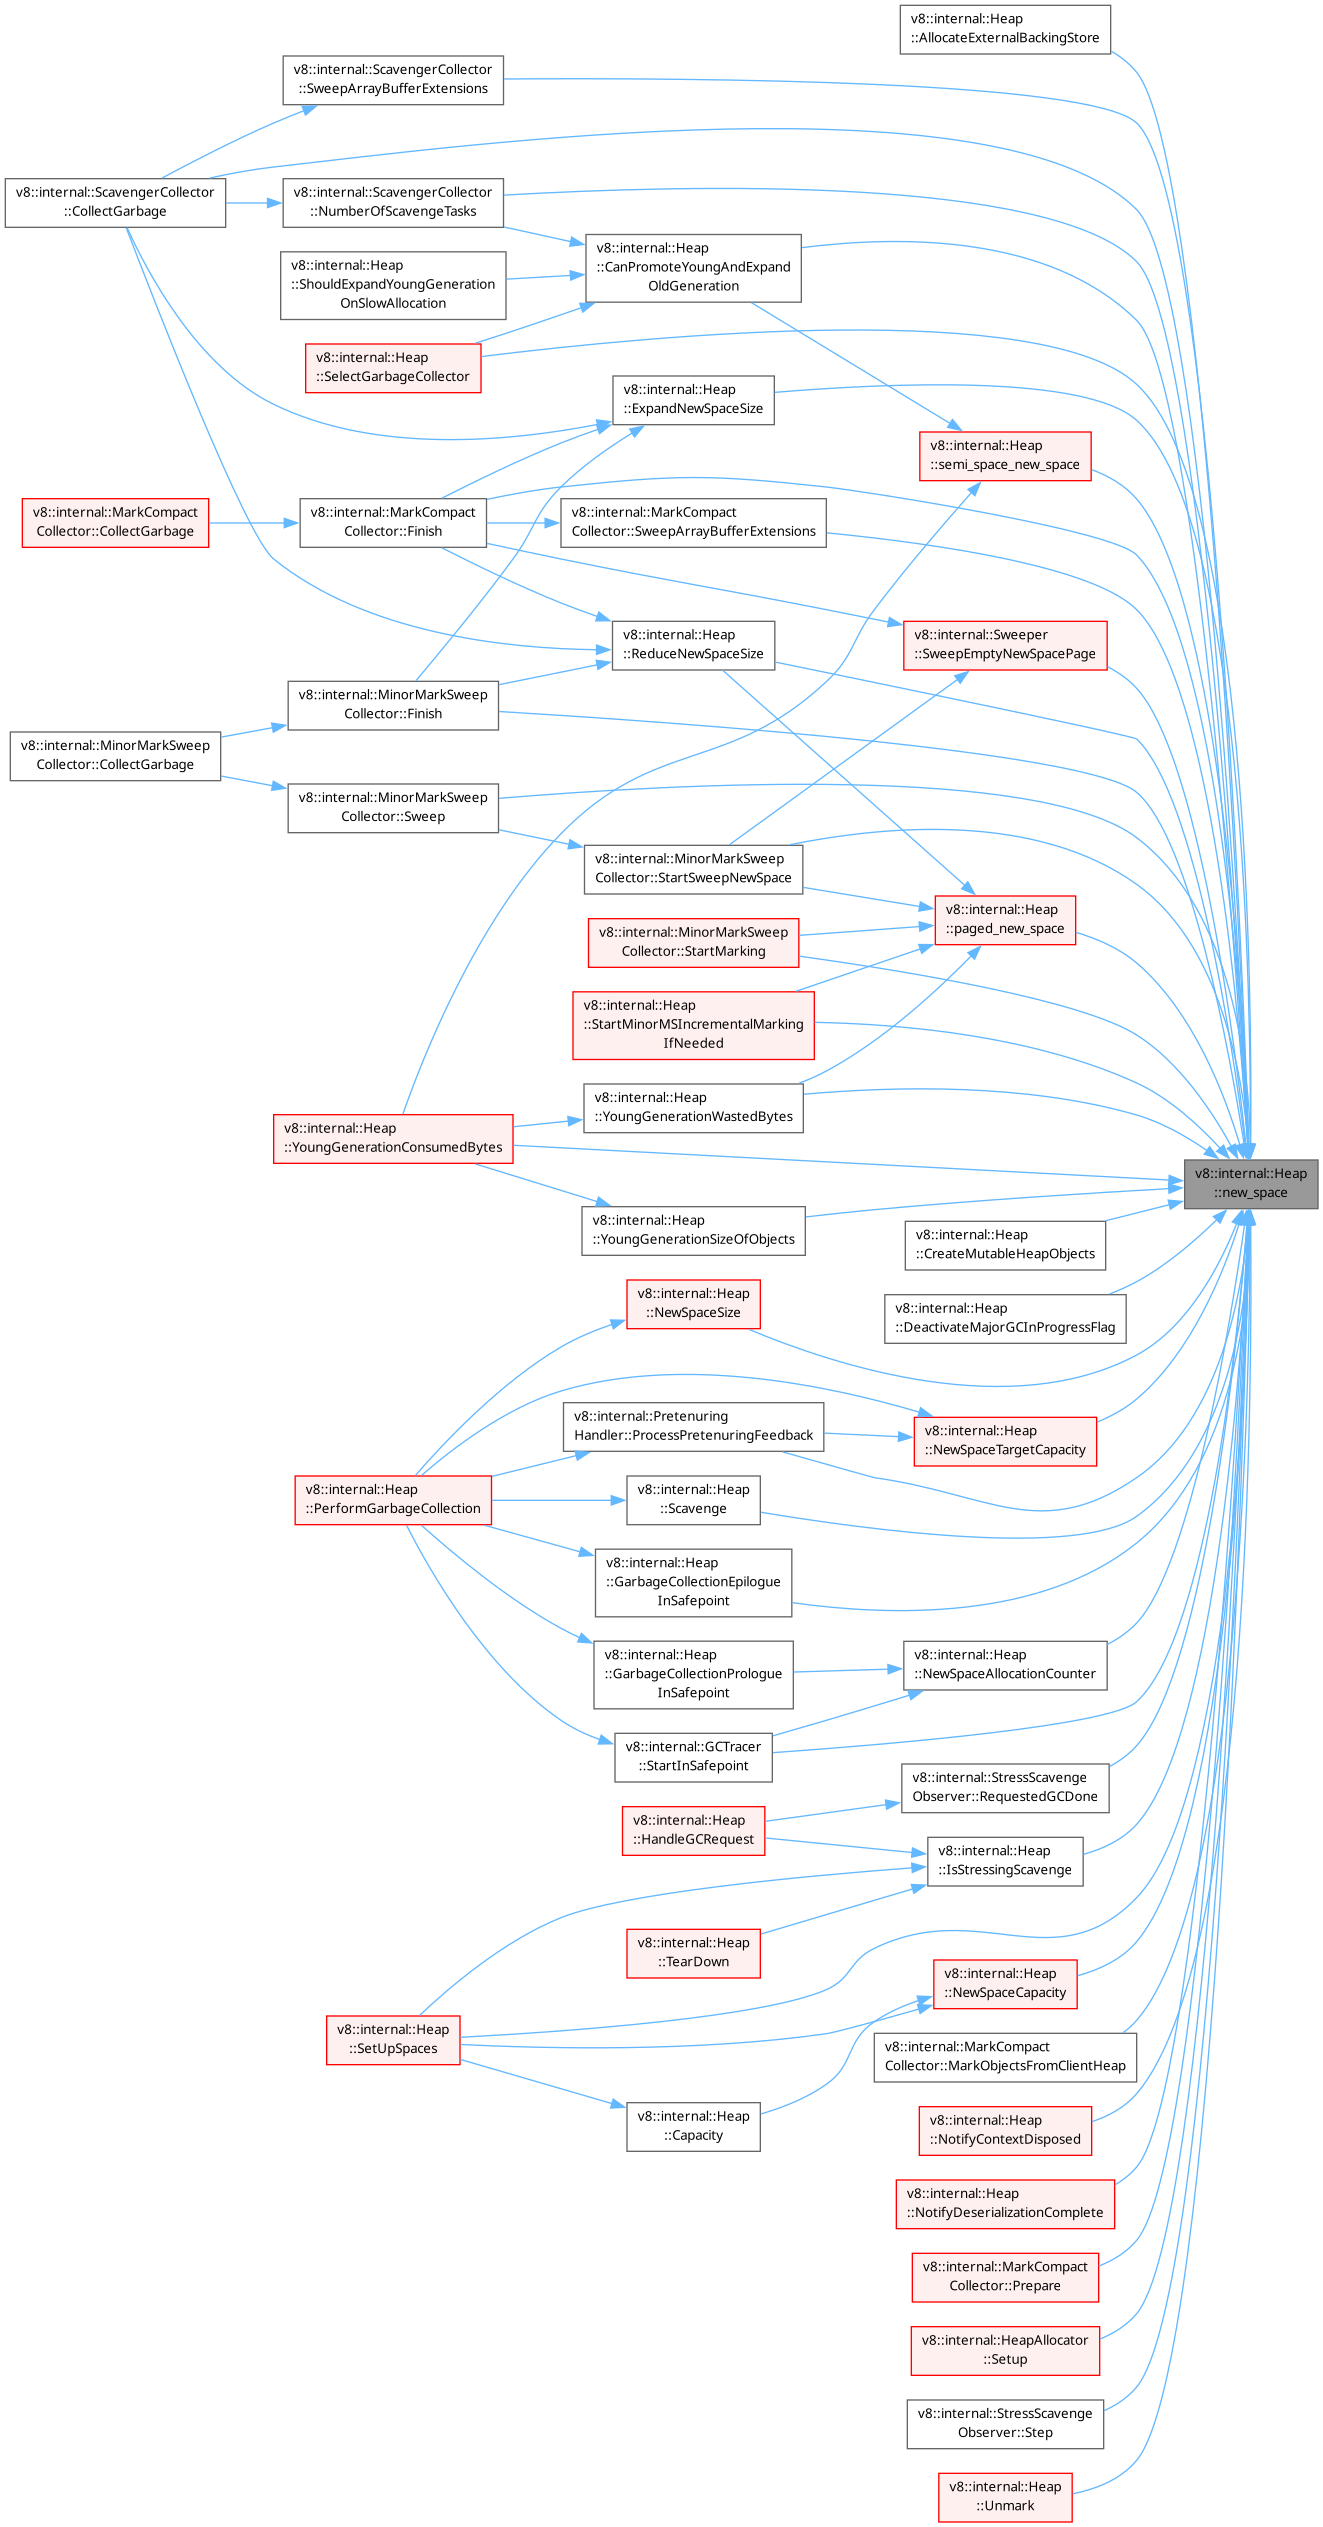 v8::internal::Heap
::AllocateExternalBackingStore
v8::internal::ScavengerCollector
::SweepArrayBufferExtensions
v8::internal::ScavengerCollector
::CollectGarbage
v8::internal::ScavengerCollector
::NumberOfScavengeTasks
v8::internal::Heap
::CanPromoteYoungAndExpand
OldGeneration
v8::internal::Heap
::ShouldExpandYoungGeneration
OnSlowAllocation
v8::internal::Heap
::SelectGarbageCollector
v8::internal::Heap
::ExpandNewSpaceSize
v8::internal::Heap
::semi_space_new_space
v8::internal::MarkCompact
Collector::CollectGarbage
v8::internal::MarkCompact
Collector::Finish
v8::internal::MarkCompact
Collector::SweepArrayBufferExtensions
v8::internal::Heap
::ReduceNewSpaceSize
v8::internal::Sweeper
::SweepEmptyNewSpacePage
v8::internal::MinorMarkSweep
Collector::Finish
v8::internal::MinorMarkSweep
Collector::CollectGarbage
v8::internal::MinorMarkSweep
Collector::Sweep
v8::internal::MinorMarkSweep
Collector::StartSweepNewSpace
v8::internal::Heap
::paged_new_space
v8::internal::MinorMarkSweep
Collector::StartMarking
v8::internal::Heap
::StartMinorMSIncrementalMarking
IfNeeded
v8::internal::Heap
::YoungGenerationWastedBytes
v8::internal::Heap
::YoungGenerationConsumedBytes
v8::internal::Heap
::new_space
v8::internal::Heap
::YoungGenerationSizeOfObjects
v8::internal::Heap
::CreateMutableHeapObjects
v8::internal::Heap
::NewSpaceSize
v8::internal::Heap
::DeactivateMajorGCInProgressFlag
v8::internal::Pretenuring
Handler::ProcessPretenuringFeedback
v8::internal::Heap
::NewSpaceTargetCapacity
v8::internal::Heap
::PerformGarbageCollection
v8::internal::Heap
::Scavenge
v8::internal::Heap
::GarbageCollectionEpilogue
InSafepoint
v8::internal::Heap
::GarbageCollectionPrologue
InSafepoint
v8::internal::Heap
::NewSpaceAllocationCounter
v8::internal::GCTracer
::StartInSafepoint
v8::internal::StressScavenge
Observer::RequestedGCDone
v8::internal::Heap
::HandleGCRequest
v8::internal::Heap
::IsStressingScavenge
v8::internal::Heap
::TearDown
v8::internal::Heap
::NewSpaceCapacity
v8::internal::Heap
::SetUpSpaces
v8::internal::MarkCompact
Collector::MarkObjectsFromClientHeap
v8::internal::Heap
::Capacity
v8::internal::Heap
::NotifyContextDisposed
v8::internal::Heap
::NotifyDeserializationComplete
v8::internal::MarkCompact
Collector::Prepare
v8::internal::HeapAllocator
::Setup
v8::internal::StressScavenge
Observer::Step
v8::internal::Heap
::Unmark